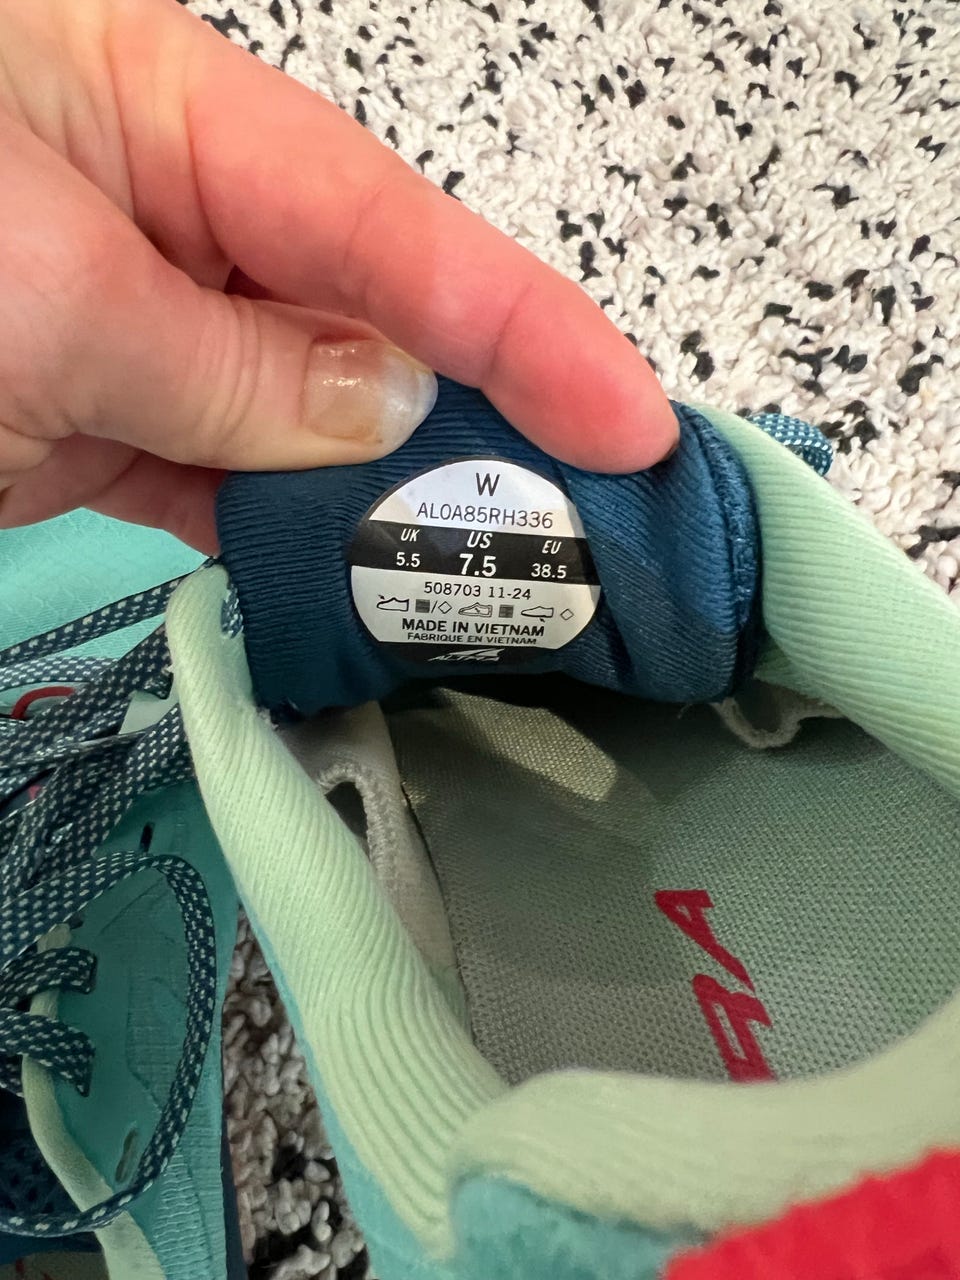 W
AL0A85RH336
UK US EU
5.5 7.5 38.5
508703 11-24
MADE IN VIETNAM
FABRIQUE EN VIETNAM
ALTRA